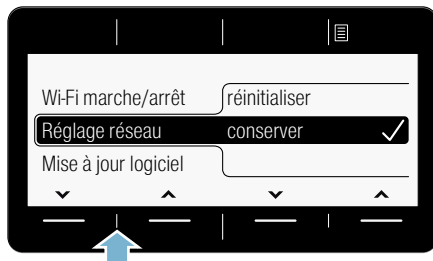 Wi-Fi marche/arrêt réinitialiser
Réglage réseau conserver
Mise à jour logiciel